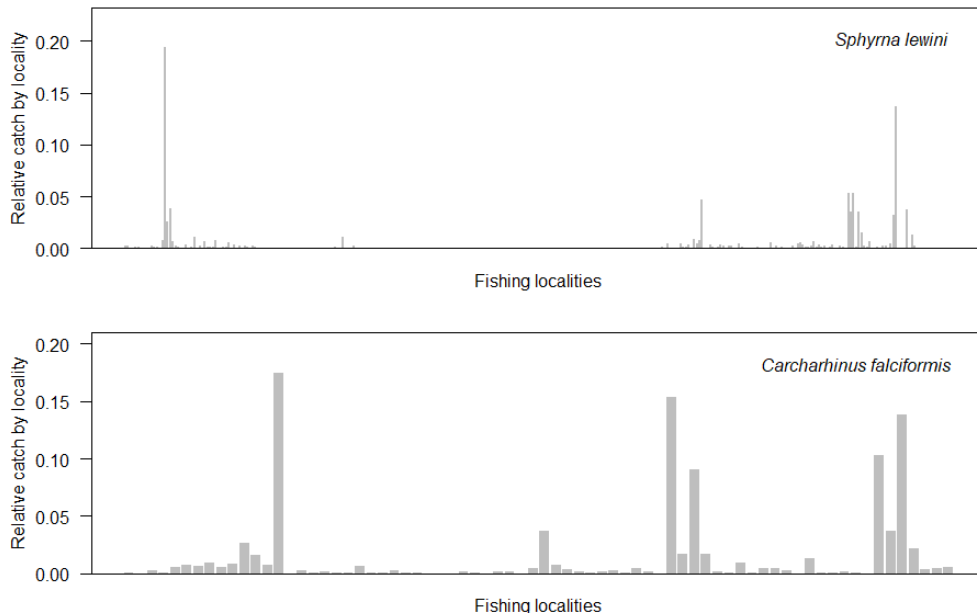 Relative catch by locality
0.20
0.15
0.10
0.05
0.00
Sphyrna lewini
Fishing localities
Relative catch by locality
0.20
0.15
0.10
0.05
0.00
Carcharhinus falciformis
Fishing localities